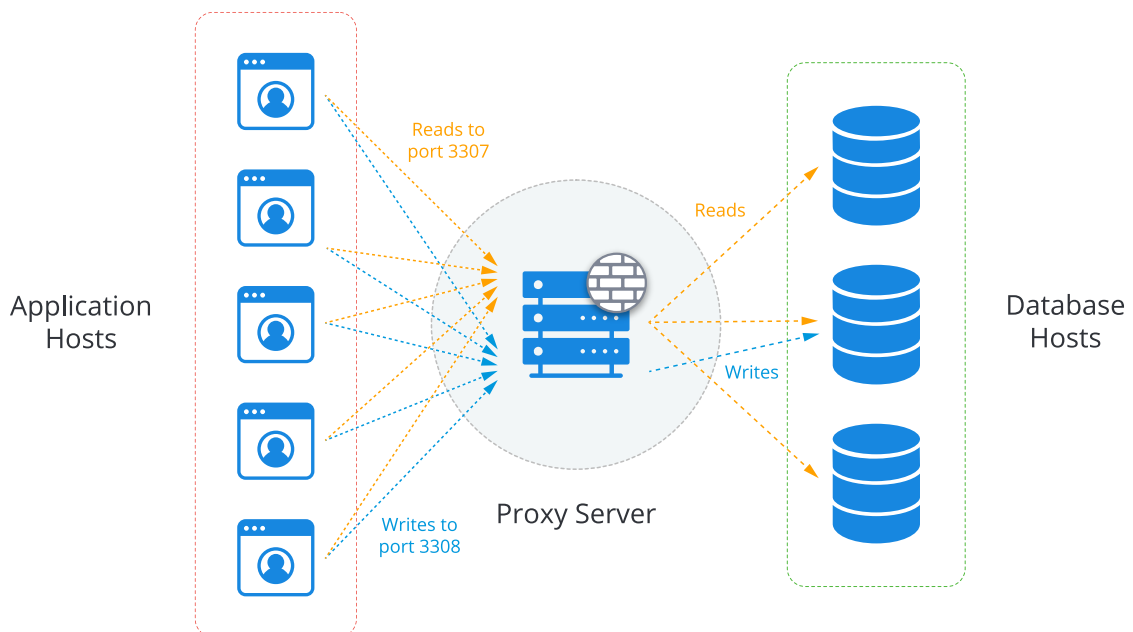 Reads to
port 3307
Reads
Application
Hosts
Database
Hosts
Writes
Proxy Server
Writes to
port 3308